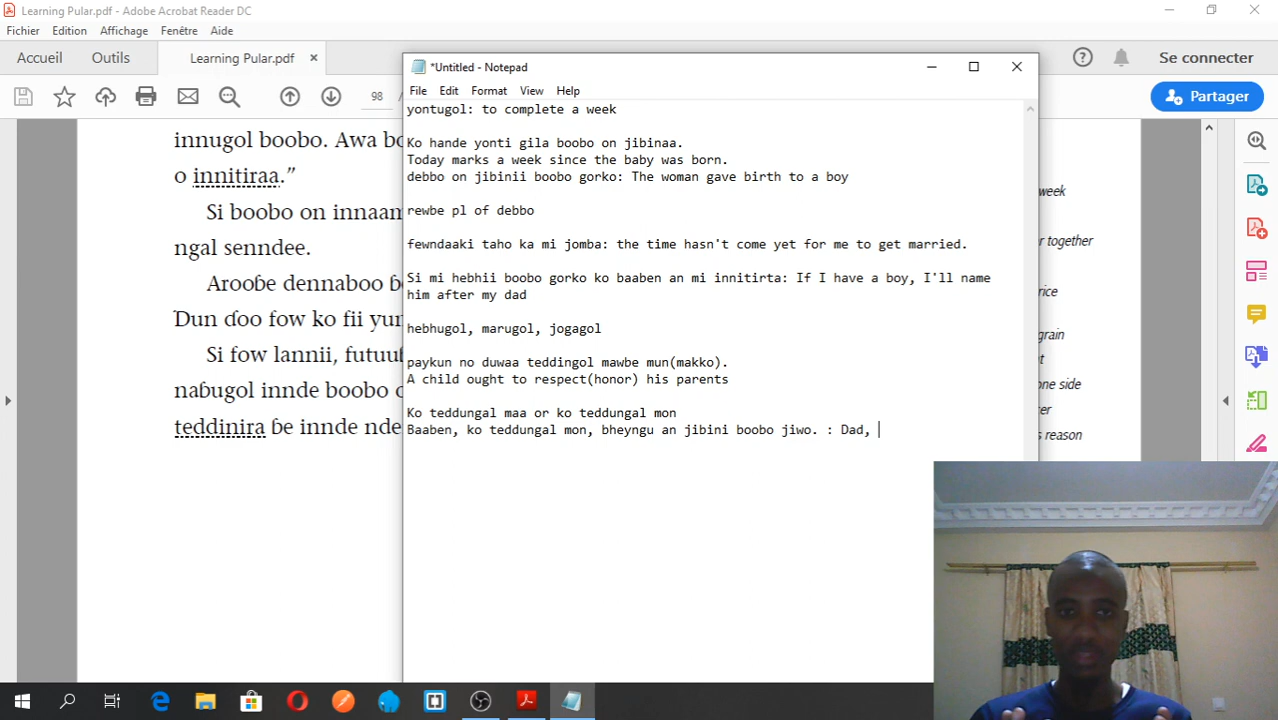 Learning Pular.pdf - Adobe Acrobat Reader DC
Fichier Edition Affichage Fenêtre Aide
Accueil Outils Learning Pular.pdf × Se connecter
98 / Partager
innugol boobo. Awa bo
o innitiraa.”
Si boobo on innaam
ngal senndee.
Arooɓe dennaboo ɓe
Ɗun ɗoo fow ko fii yun
Si fow lannii, futuuɓ
naɓugol innde boobo o
teddinira ɓe innde nde
*Untitled - Notepad
File Edit Format View Help
yontugol: to complete a week
Ko hande yonti gila boobo on jibinaa.
Today marks a week since the baby was born.
debbo on jibinii boobo gorko: The woman gave birth to a boy
rewbe pl of debbo
fewndaaki taho ka mi jomba: the time hasn't come yet for me to get married.
Si mi hebhii boobo gorko ko baaben an mi innitirta: If I have a boy, I'll name
him after my dad
hebhugol, marugol, jogagol
paykun no duwaa teddingol mawbe mun(makko).
A child ought to respect(honor) his parents
Ko teddungal maa or ko teddungal mon
Baaben, ko teddungal mon, bheyngu an jibini boobo jiwo. : Dad,
week
r together
rice
grain
t
one side
er
s reason